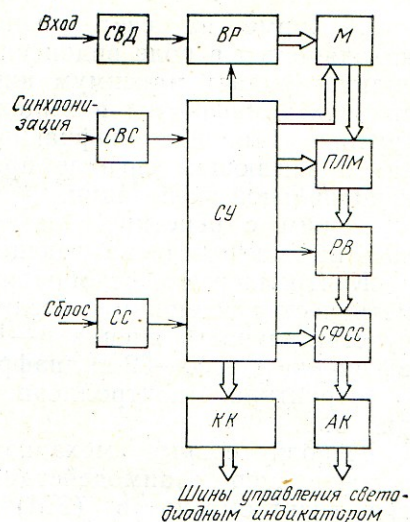 Вход
СВД
ВР
М
Синхрони-
зация
СВС
СУ
ПЛМ
РВ
Сброс
СС
СФСС
КК
АК
Шины управления свето-
диодным индикатором